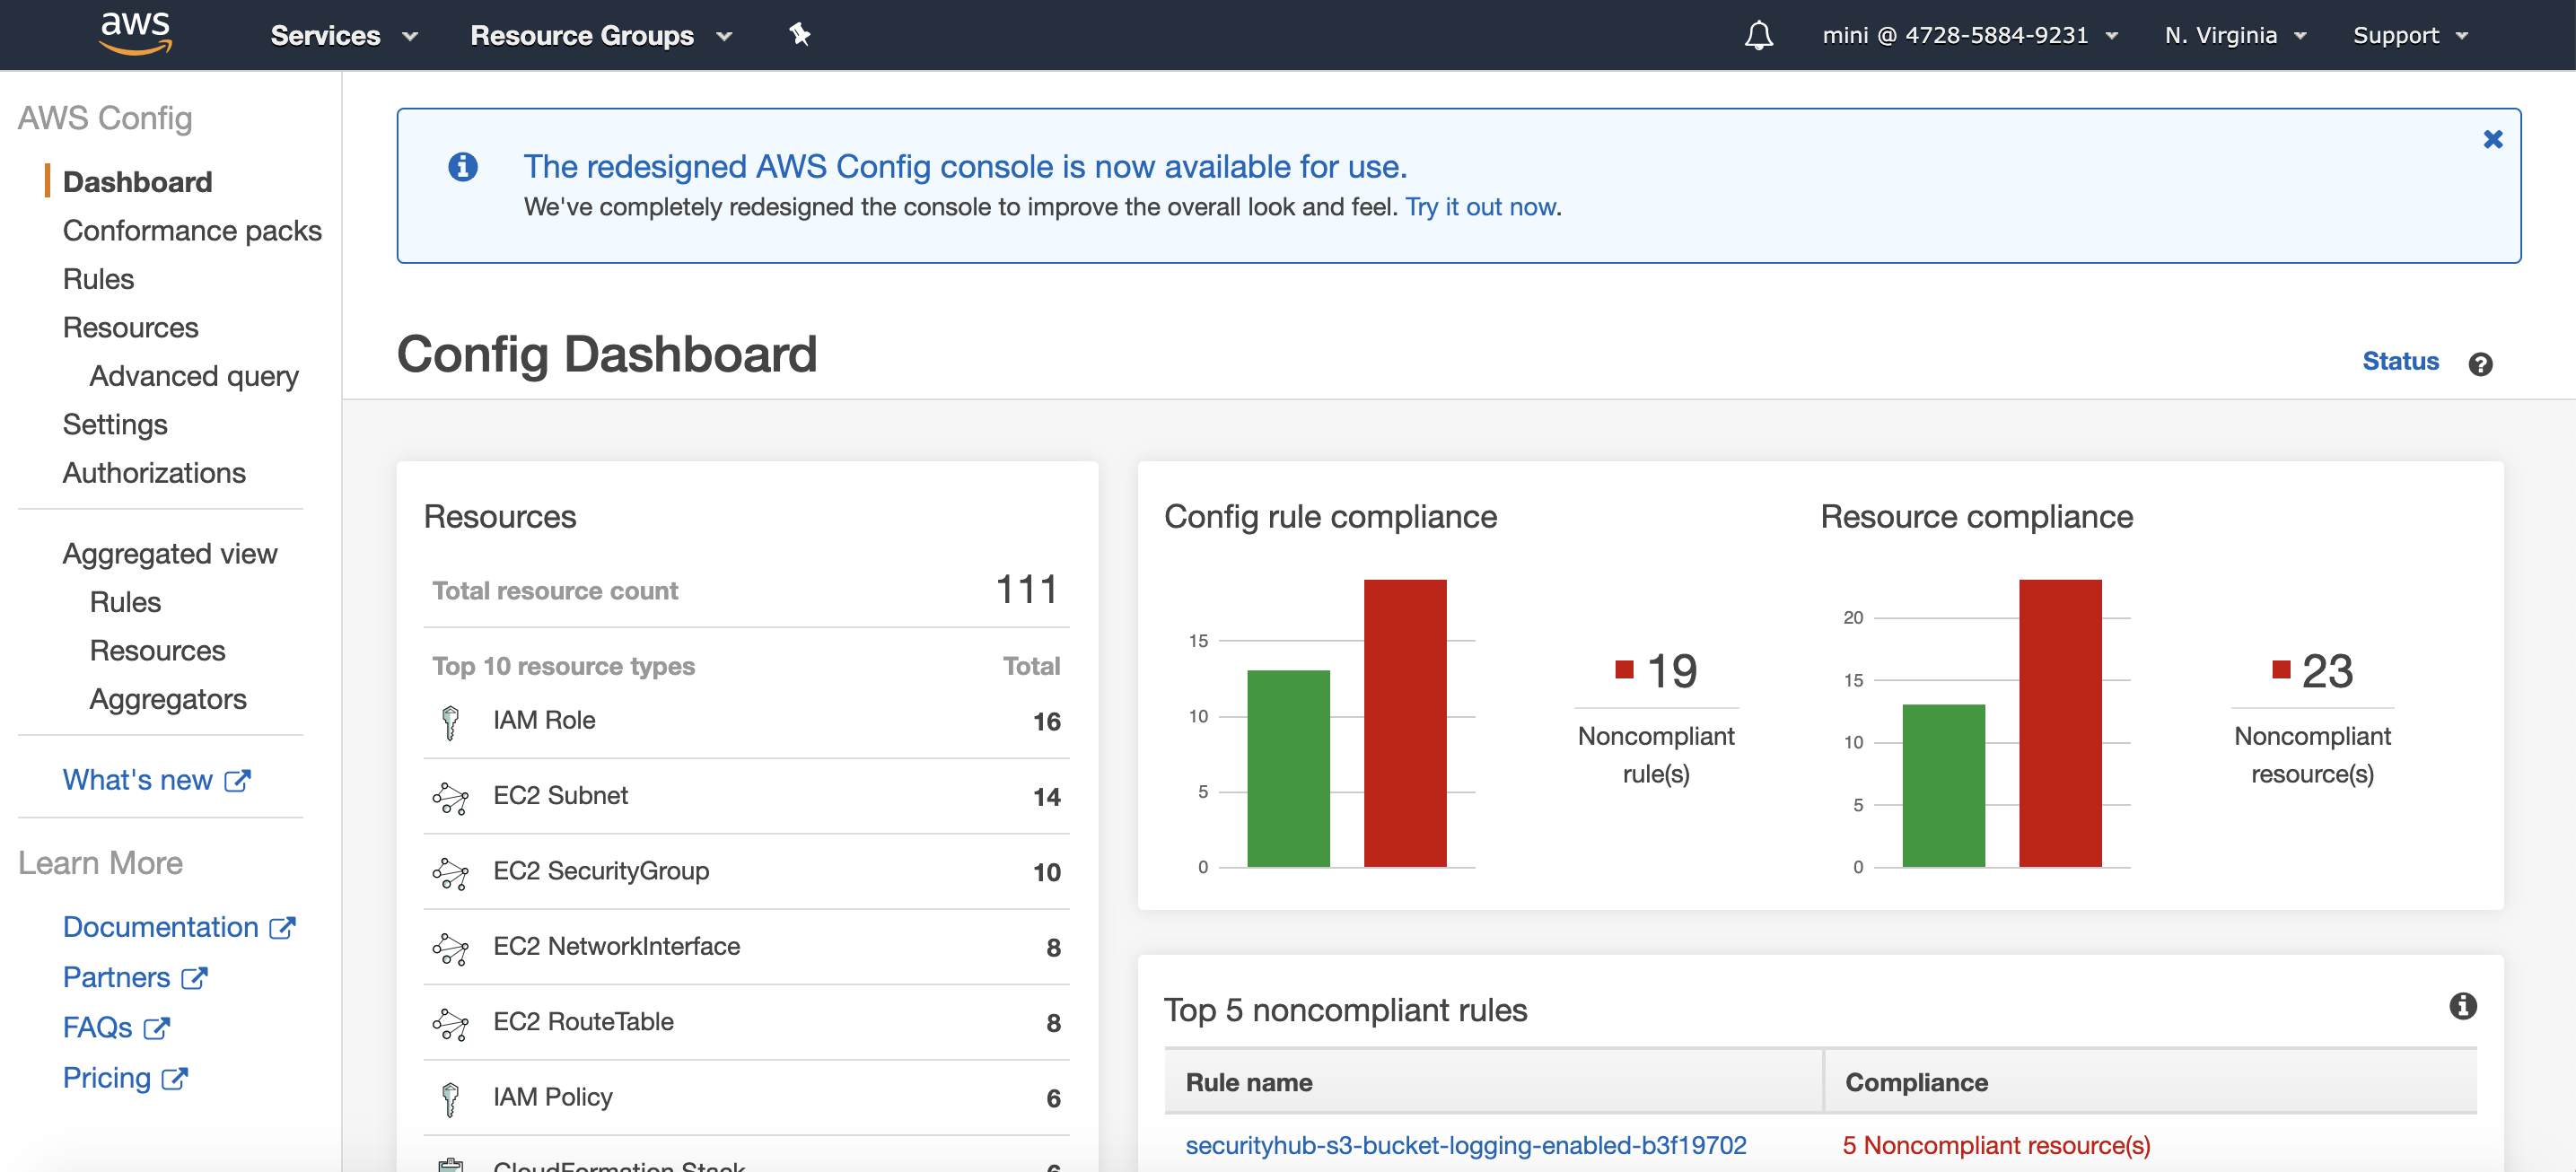 aws
Services
Resource Groups
mini @ 4728-5884-9231
N. Virginia
Support
AWS Config
Dashboard
Conformance packs
Rules
Resources
Advanced query
Settings
Authorizations
Aggregated view
Rules
Resources
Aggregators
What's new
Learn More
Documentation
Partners
FAQs
Pricing
The redesigned AWS Config console is now available for use.
We've completely redesigned the console to improve the overall look and feel. Try it out now.
Config Dashboard
Status
Resources
Total resource count 111
Top 10 resource types Total
IAM Role 16
EC2 Subnet 14
EC2 SecurityGroup 10
EC2 NetworkInterface 8
EC2 RouteTable 8
IAM Policy 6
CloudFormation Stack 6
Config rule compliance
15
10
5
0
19
Noncompliant
rule(s)
Resource compliance
20
15
10
5
0
23
Noncompliant
resource(s)
Top 5 noncompliant rules
Rule name Compliance
securityhub-s3-bucket-logging-enabled-b3f19702 5 Noncompliant resource(s)